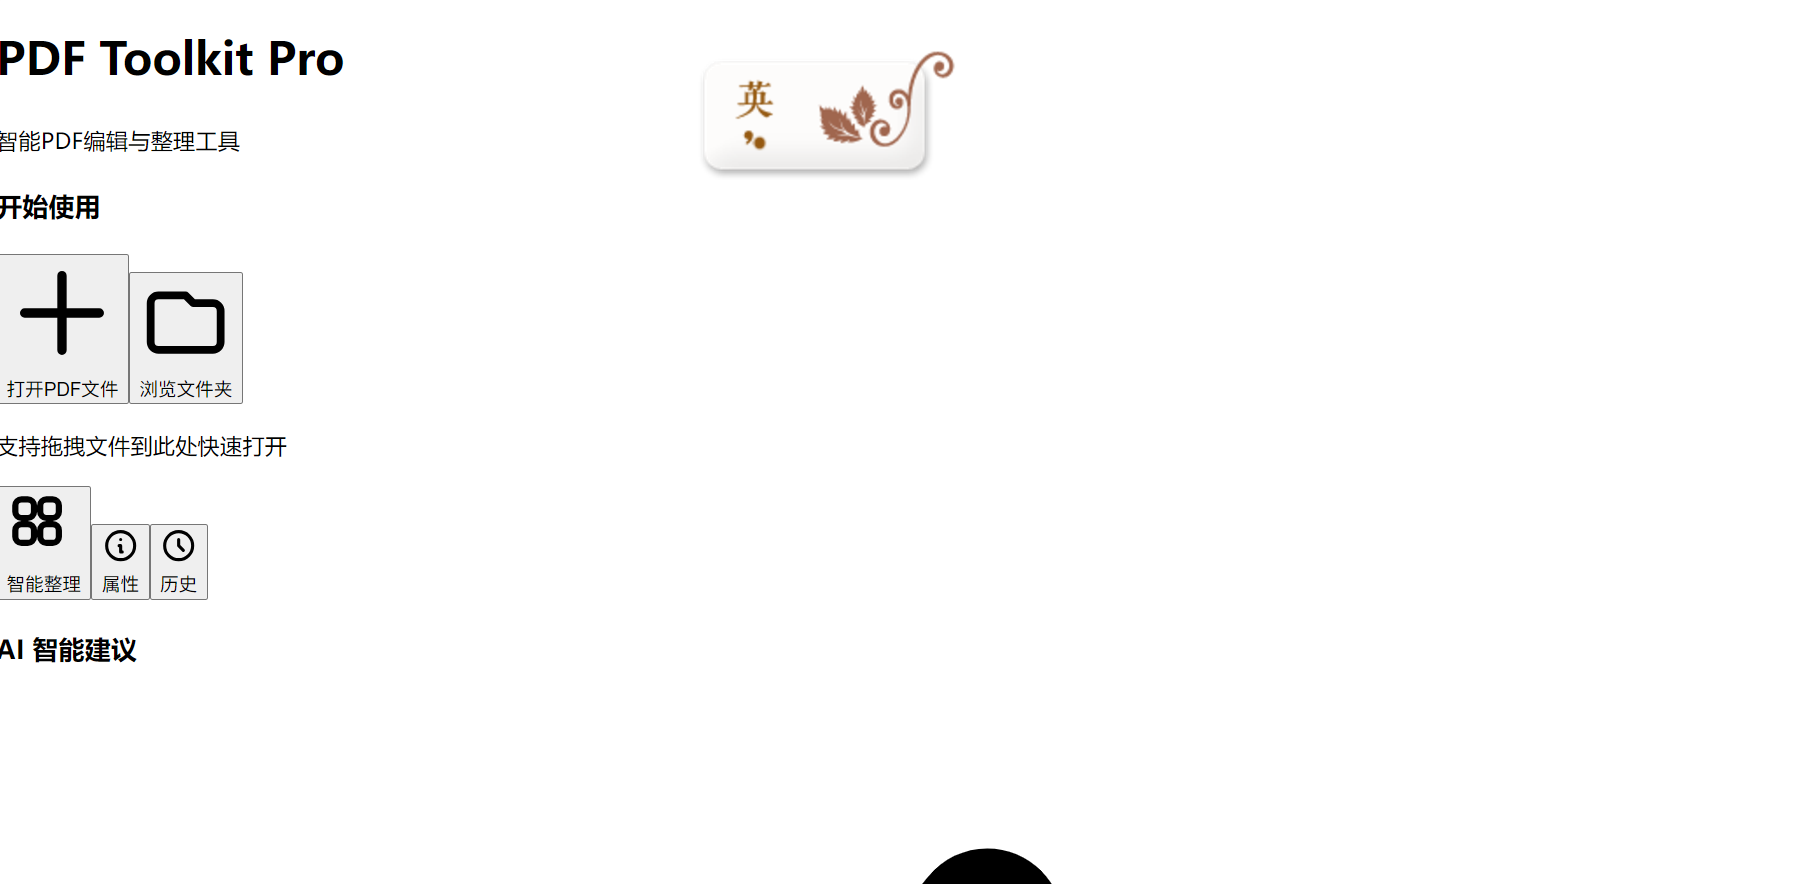 PDF Toolkit Pro
英
智能PDF编辑与整理工具
开始使用
打开PDF文件 浏览文件夹
支持拖拽文件到此处快速打开
智能整理 属性 历史
AI 智能建议